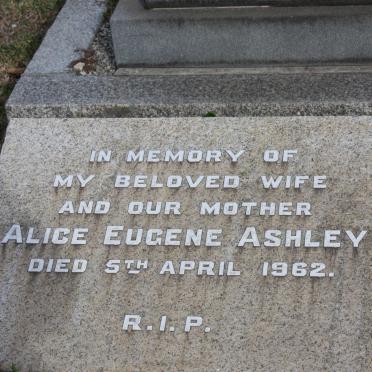 IN MEMORY OF
MY BELOVED WIFE
AND OUR MOTHER
ALICE EUGENE ASHLEY
DIED 5TH APRIL 1962.
R.I.P.